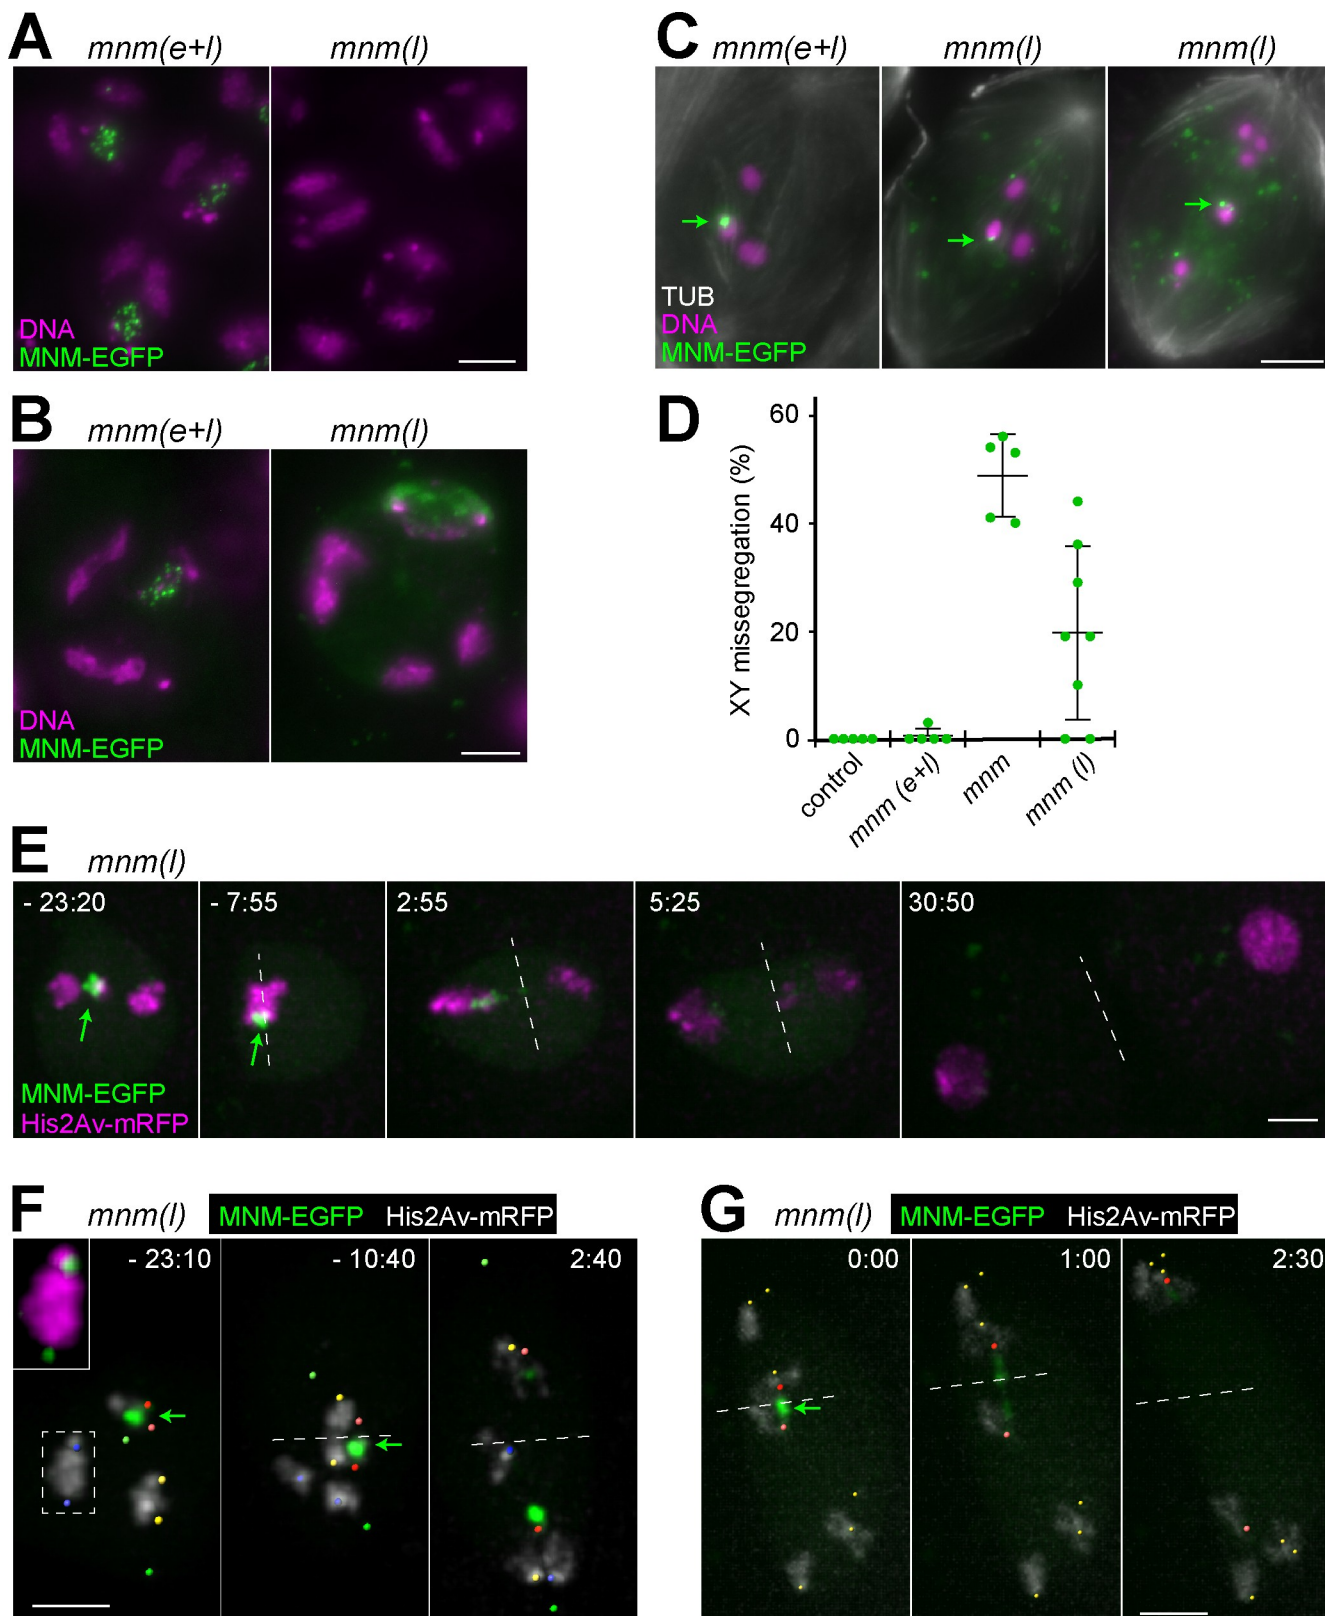 A
mnm(e+l) mnm(l)
DNA
MNM-EGFP
B
mnm(e+l) mnm(l)
DNA
MNM-EGFP
C
mnm(e+l) mnm(l) mnm(l)
TUB
DNA
MNM-EGFP
D
XY missegregation (%)
60
40
20
0
control
mnm (e+l)
mnm
mnm (l)
E
mnm(l)
- 23:20 - 7:55 2:55 5:25 30:50
MNM-EGFP
His2Av-mRFP
F mnm(l) MNM-EGFP His2Av-mRFP
- 23:10 - 10:40 2:40
G mnm(l) MNM-EGFP His2Av-mRFP
0:00 1:00 2:30